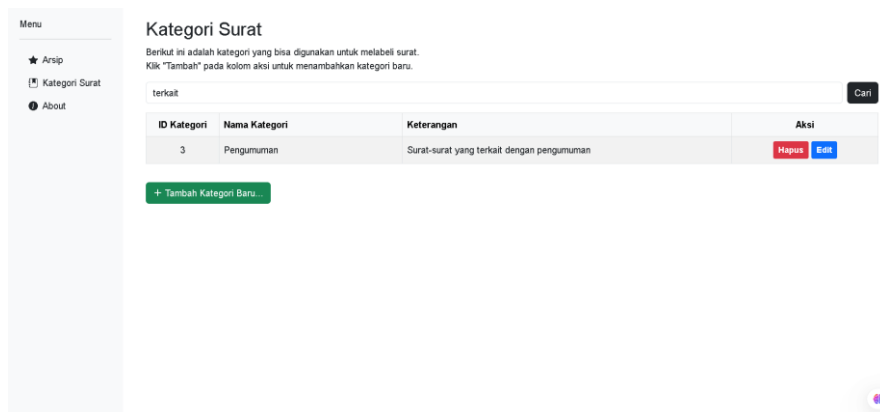 Menu
Arsip
Kategori Surat
About
Kategori Surat
Berikut ini adalah kategori yang bisa digunakan untuk melabeli surat.
Klik "Tambah" pada kolom aksi untuk menambahkan kategori baru.
terkait
Cari
ID Kategori Nama Kategori Keterangan Aksi
3 Pengumuman Surat-surat yang terkait dengan pengumuman Hapus Edit
+ Tambah Kategori Baru...